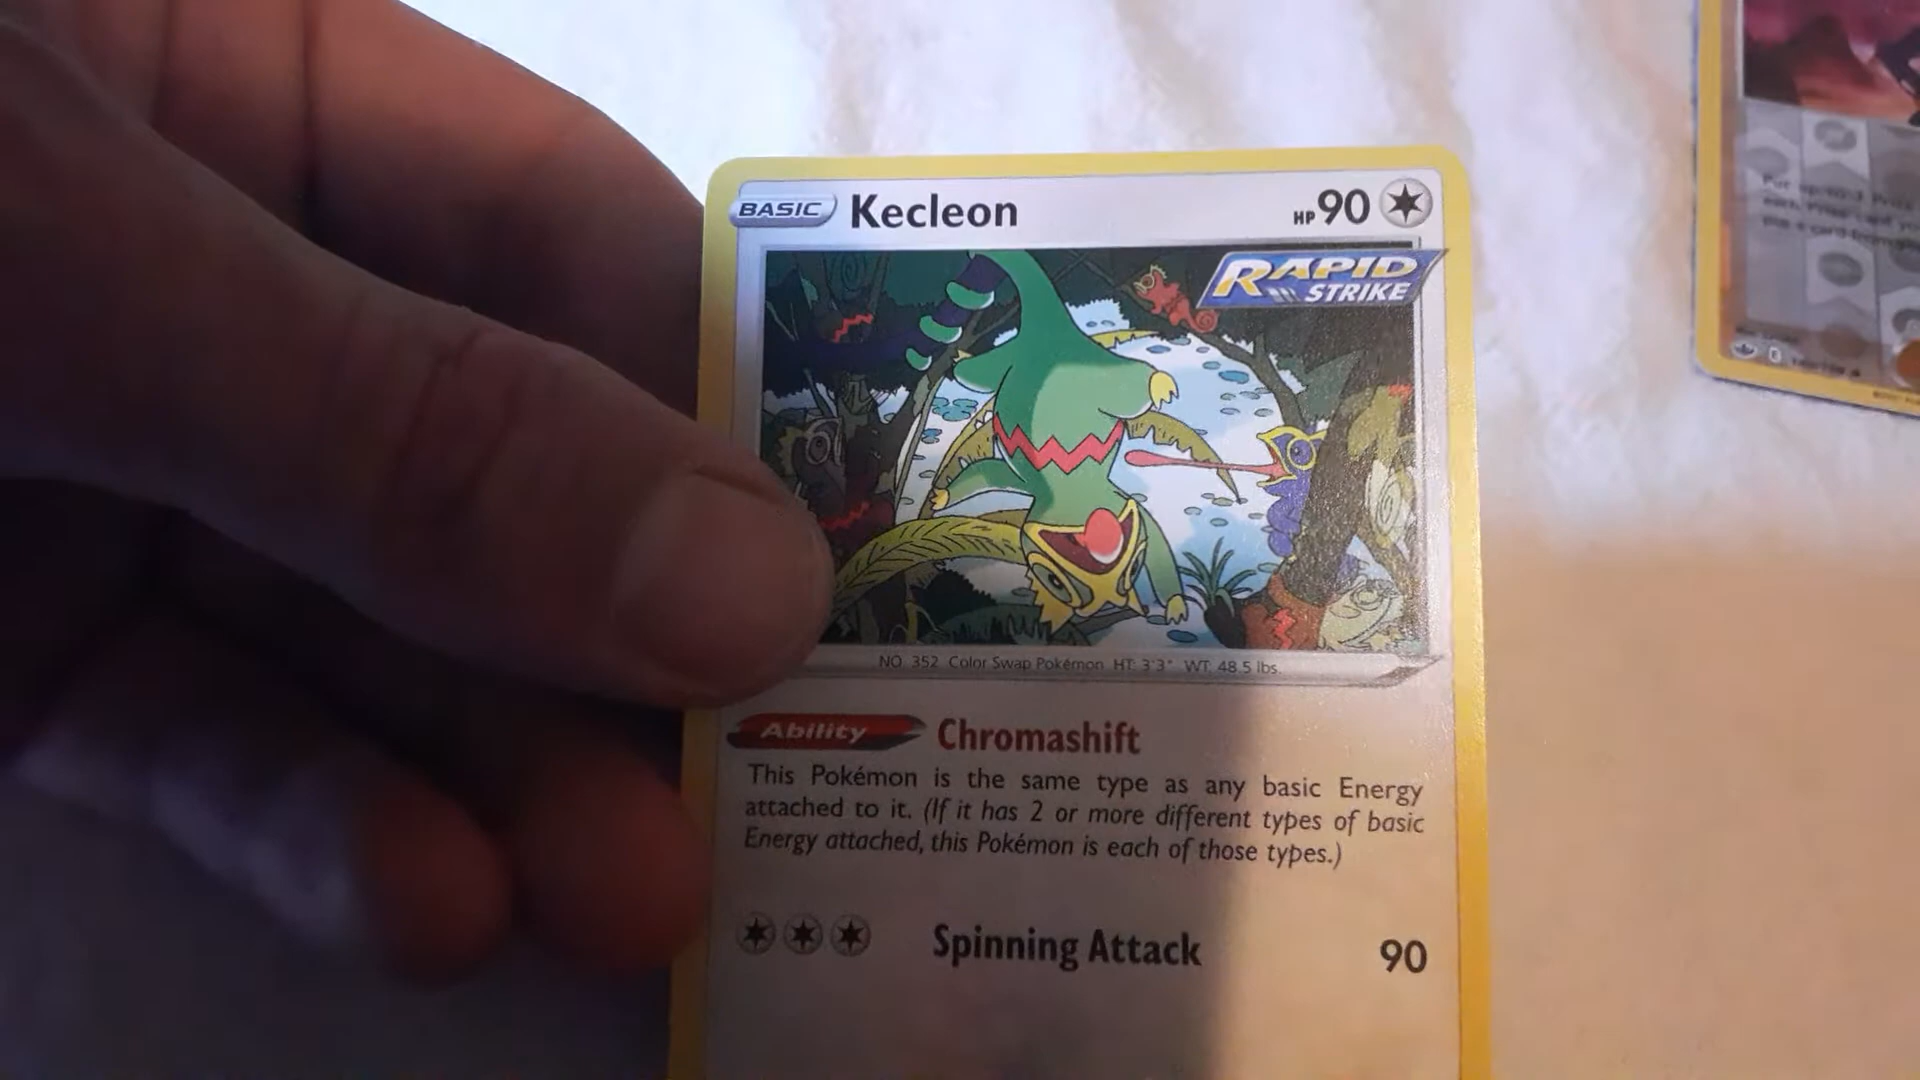 BASIC Kecleon HP 90
RAPID
STRIKE
NO. 352 Color Swap Pokémon HT: 3'3" WT: 48.5 lbs.
Ability Chromashift
This Pokémon is the same type as any basic Energy
attached to it. (If it has 2 or more different types of basic
Energy attached, this Pokémon is each of those types.)
Spinning Attack 90